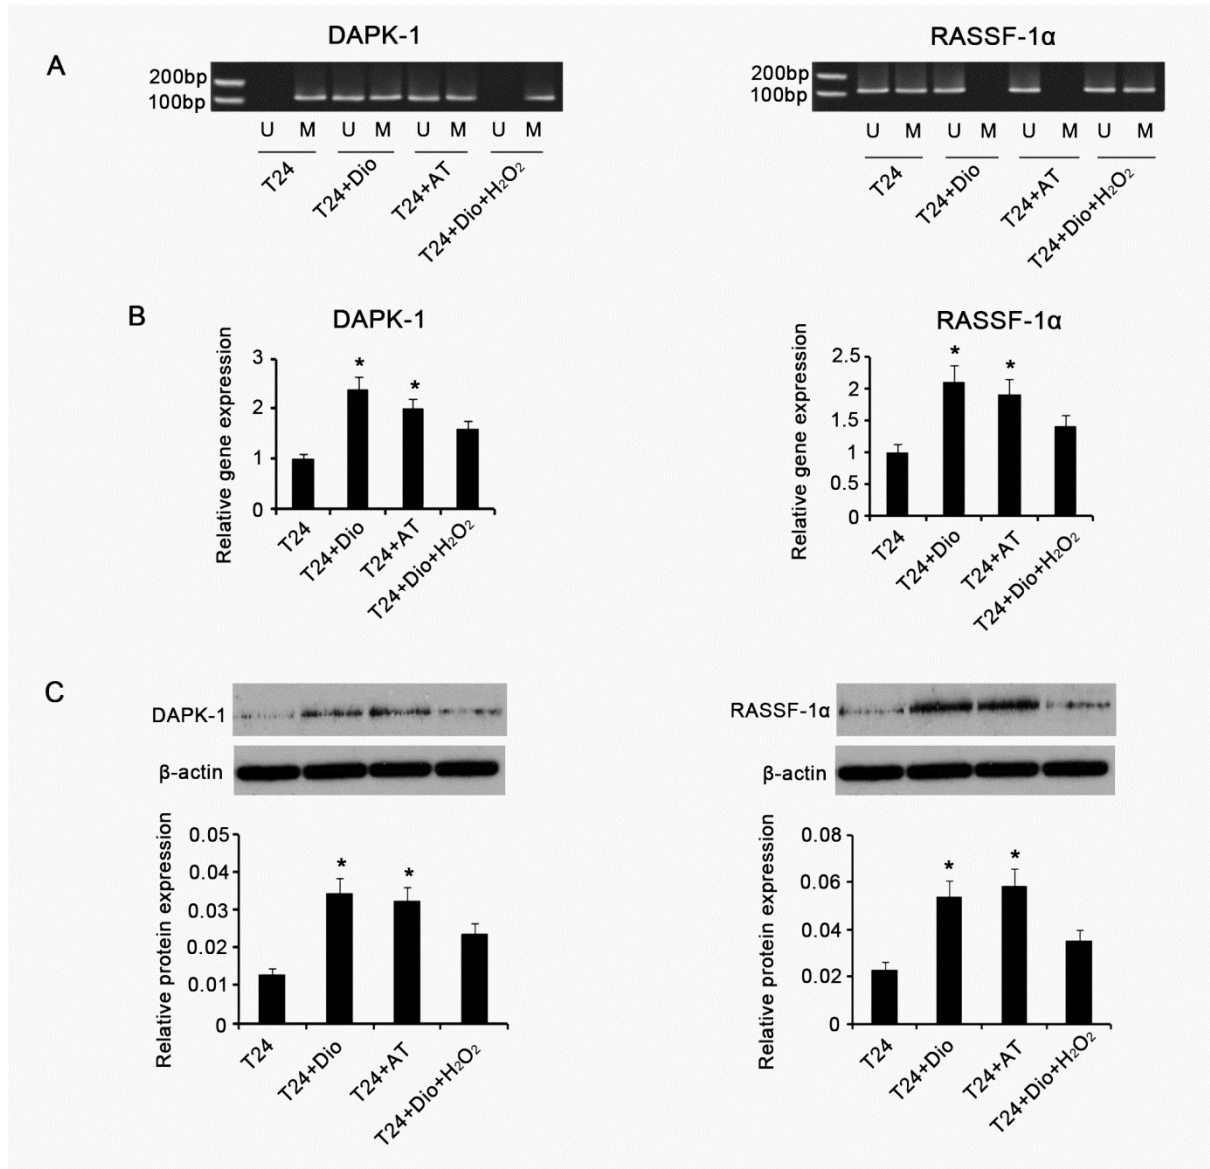 A
DAPK-1
RASSF-1α
200bp
100bp
200bp
100bp
U M U M U M U M
U M U M U M U M
T24
T24+Dio
T24+AT
T24+Dio+H₂O₂
T24
T24+Dio
T24+AT
T24+Dio+H₂O₂
B
DAPK-1
Relative gene expression
3
2
1
0
*
*
T24
T24+Dio
T24+AT
T24+Dio+H₂O₂
RASSF-1α
Relative gene expression
2.5
2
1.5
1
0.5
0
*
*
T24
T24+Dio
T24+AT
T24+Dio+H₂O₂
C
DAPK-1
β-actin
Relative protein expression
0.05
0.04
0.03
0.02
0.01
0
*
*
T24
T24+Dio
T24+AT
T24+Dio+H₂O₂
RASSF-1α
β-actin
Relative protein expression
0.08
0.06
0.04
0.02
0
*
*
T24
T24+Dio
T24+AT
T24+Dio+H₂O₂